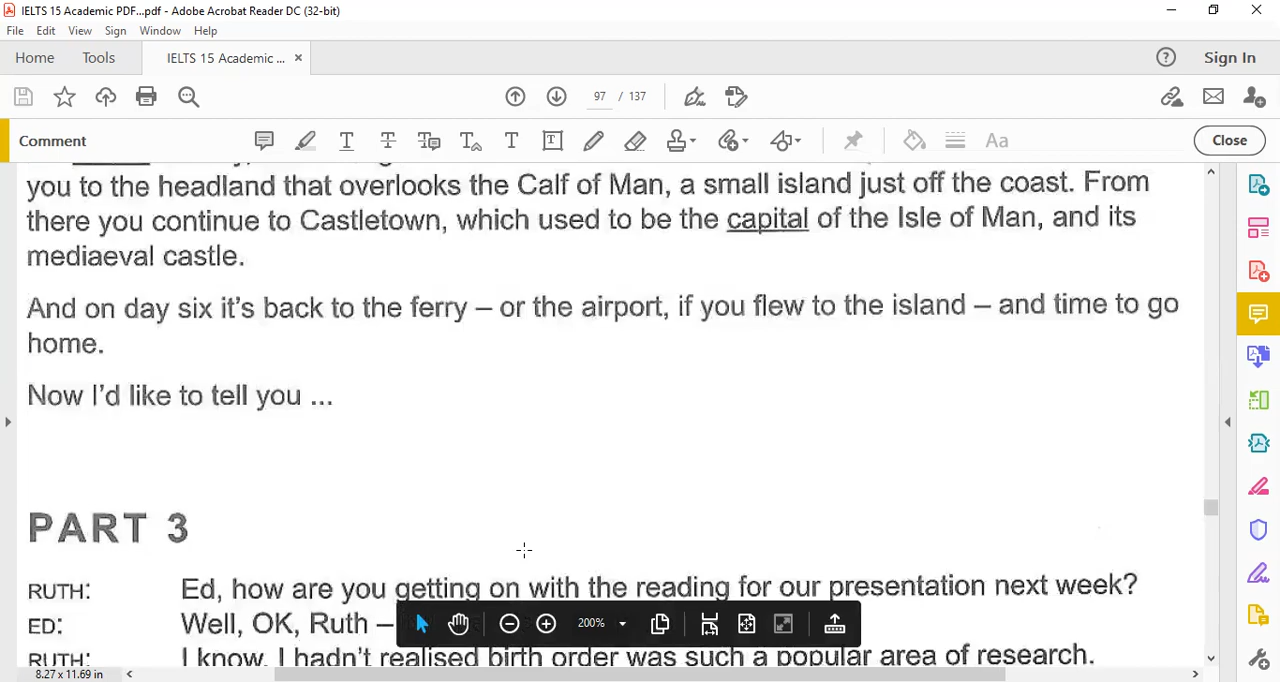 IELTS 15 Academic PDF...pdf - Adobe Acrobat Reader DC (32-bit)
File Edit View Sign Window Help
Home Tools IELTS 15 Academic ... × Sign In
97 / 137
Comment Close
you to the headland that overlooks the Calf of Man, a small island just off the coast. From
there you continue to Castletown, which used to be the capital of the Isle of Man, and its
mediaeval castle.
And on day six it's back to the ferry – or the airport, if you flew to the island – and time to go
home.
Now I'd like to tell you ...
PART 3
RUTH: Ed, how are you getting on with the reading for our presentation next week?
ED: Well, OK, Ruth –
200%
RUTH: I know. I hadn't realised birth order was such a popular area of research.
8.27 x 11.69 in